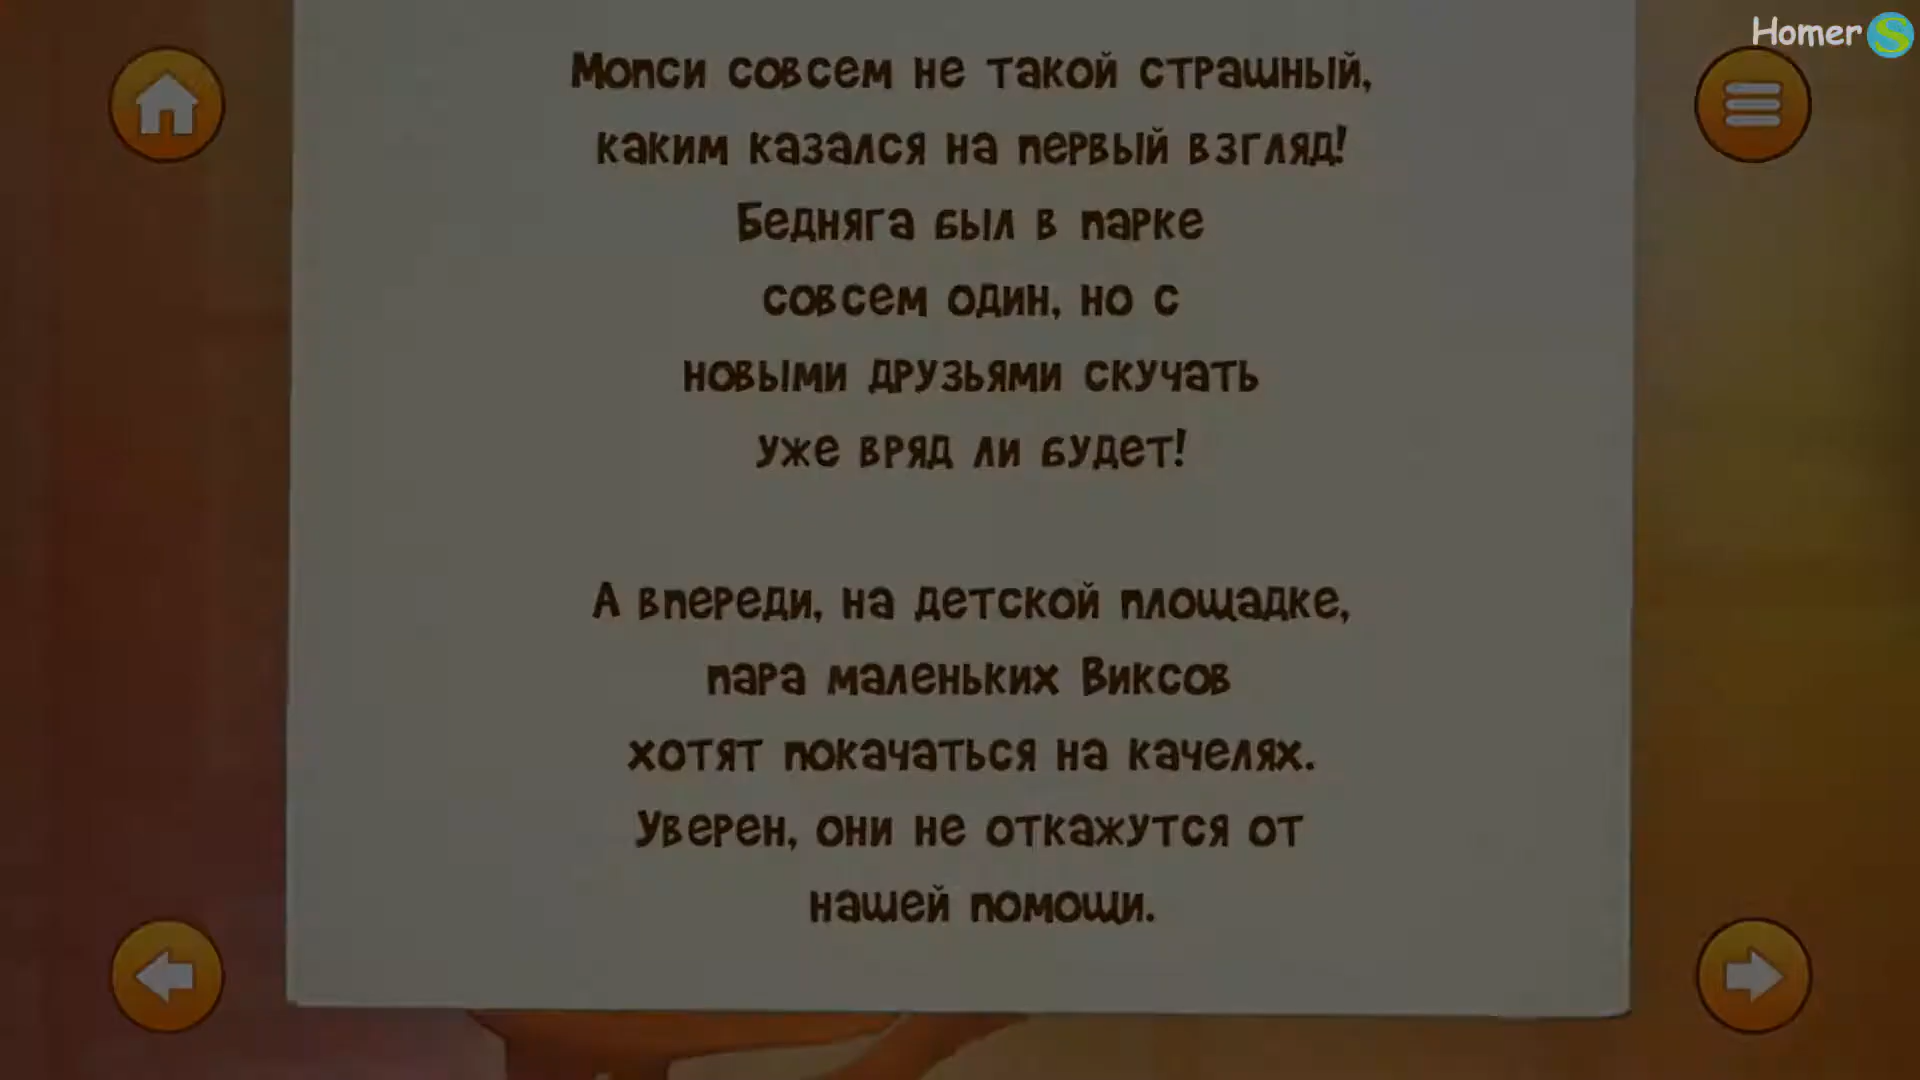 HomerS
Мопси совсем не такой страшный,
каким казался на первый взгляд!
Бедняга был в парке
совсем один, но с
новыми друзьями скучать
уже вряд ли будет!
А впереди, на детской площадке,
пара маленьких Виксов
хотят покачаться на качелях.
Уверен, они не откажутся от
нашей помощи.